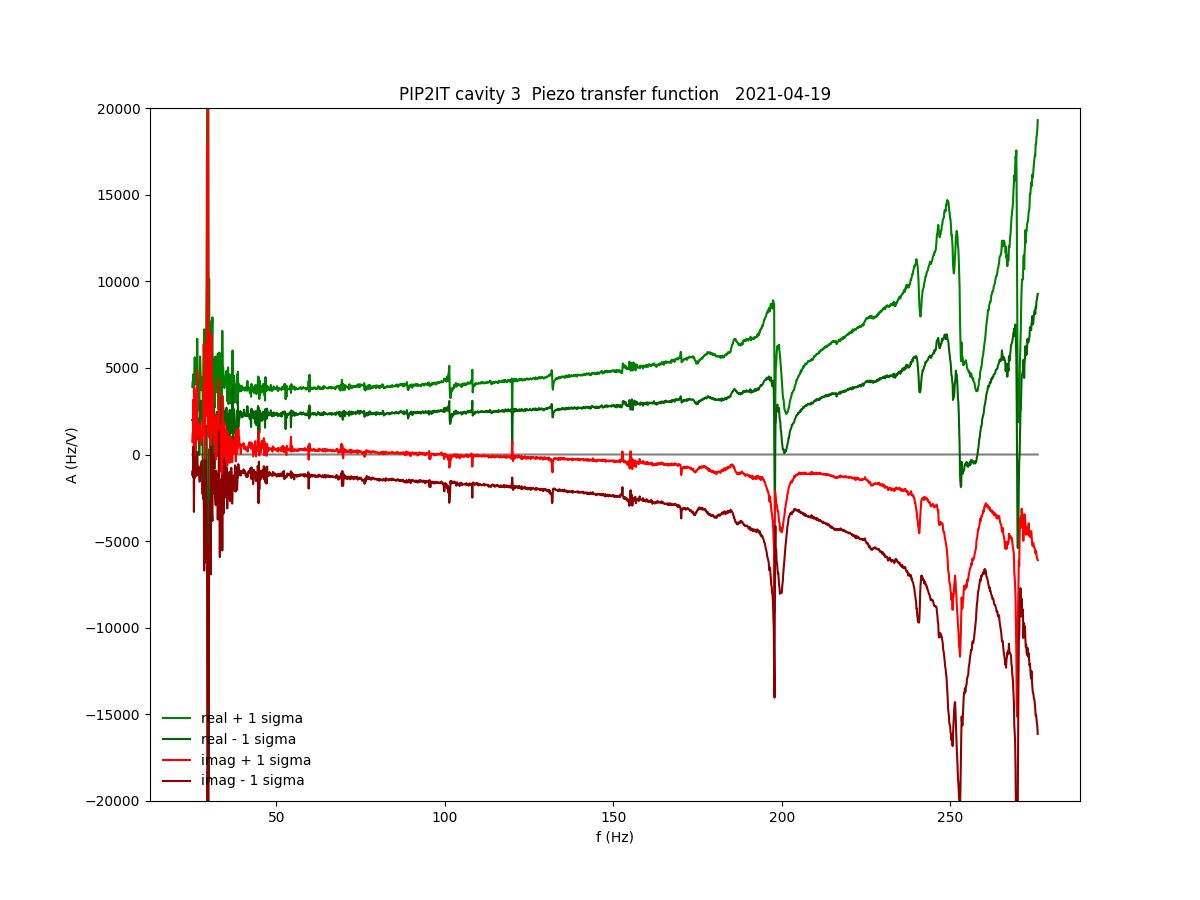 PIP2IT cavity 3  Piezo transfer function   2021-04-19
A (Hz/V)
20000
15000
10000
5000
0
−5000
−10000
−15000
−20000
real + 1 sigma
real - 1 sigma
imag + 1 sigma
imag - 1 sigma
50 100 150 200 250
f (Hz)